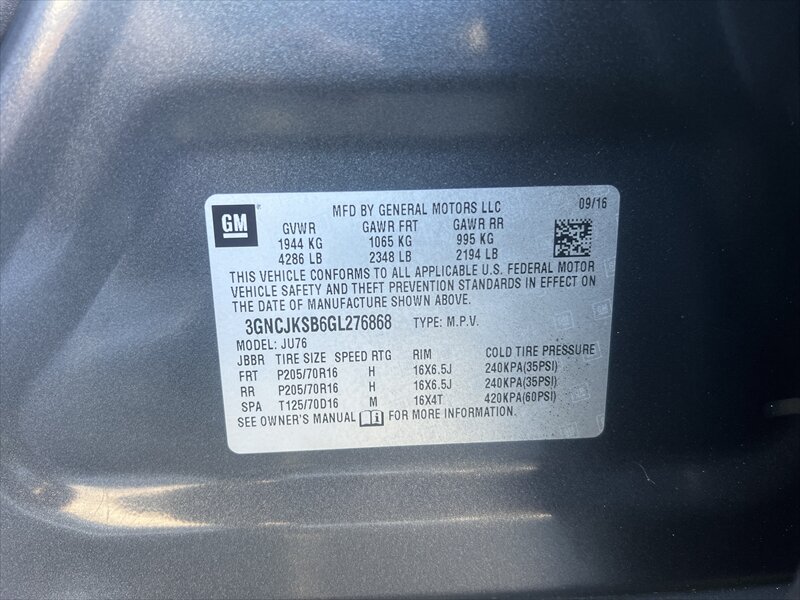 GM
MFD BY GENERAL MOTORS LLC 09/16
GVWR GAWR FRT GAWR RR
1944 KG 1065 KG 995 KG
4286 LB 2348 LB 2194 LB
THIS VEHICLE CONFORMS TO ALL APPLICABLE U.S. FEDERAL MOTOR
VEHICLE SAFETY AND THEFT PREVENTION STANDARDS IN EFFECT ON
THE DATE OF MANUFACTURE SHOWN ABOVE.
3GNCJKSB6GL276868 TYPE: M.P.V.
MODEL: JU76
JBBR TIRE SIZE SPEED RTG RIM COLD TIRE PRESSURE
FRT P205/70R16 H 16X6.5J 240KPA(35PSI)
RR P205/70R16 H 16X6.5J 240KPA(35PSI)
SPA T125/70D16 M 16X4T 420KPA(60PSI)
SEE OWNER'S MANUAL FOR MORE INFORMATION.